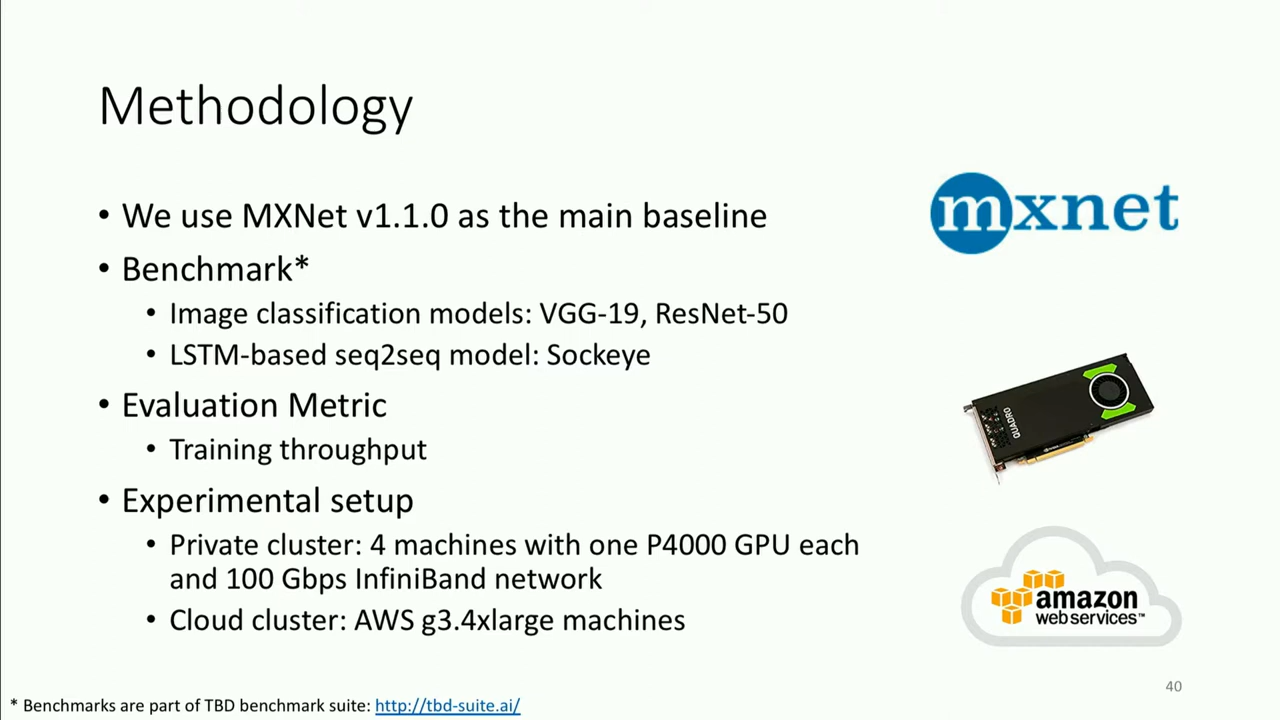 Methodology
• We use MXNet v1.1.0 as the main baseline
• Benchmark*
• Image classification models: VGG-19, ResNet-50
• LSTM-based seq2seq model: Sockeye
• Evaluation Metric
• Training throughput
• Experimental setup
• Private cluster: 4 machines with one P4000 GPU each
and 100 Gbps InfiniBand network
• Cloud cluster: AWS g3.4xlarge machines
mxnet
QUADRO
amazon
web services™
40
* Benchmarks are part of TBD benchmark suite: http://tbd-suite.ai/